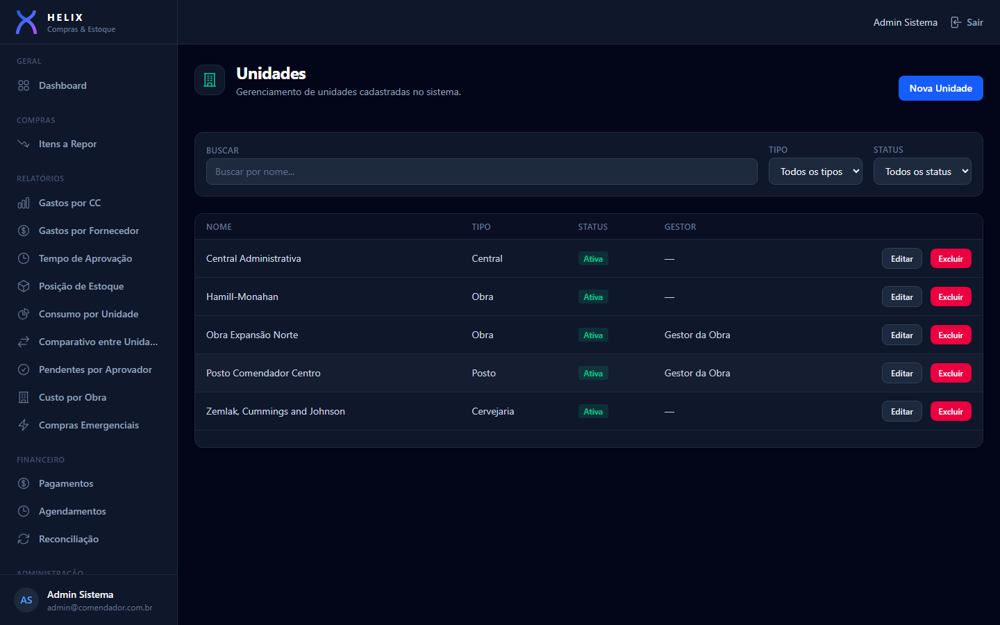 HELIX
Compras & Estoque
Admin Sistema
Sair
GERAL
Dashboard
COMPRAS
Itens a Repor
RELATÓRIOS
Gastos por CC
Gastos por Fornecedor
Tempo de Aprovação
Posição de Estoque
Consumo por Unidade
Comparativo entre Unida...
Pendentes por Aprovador
Custo por Obra
Compras Emergenciais
FINANCEIRO
Pagamentos
Agendamentos
Reconciliação
ADMINISTRAÇÃO
AS
Admin Sistema
admin@comendador.com.br
Unidades
Gerenciamento de unidades cadastradas no sistema.
Nova Unidade
BUSCAR TIPO STATUS
Buscar por nome... Todos os tipos Todos os status
NOME TIPO STATUS GESTOR
Central Administrativa Central Ativa — Editar Excluir
Hamill-Monahan Obra Ativa — Editar Excluir
Obra Expansão Norte Obra Ativa Gestor da Obra Editar Excluir
Posto Comendador Centro Posto Ativa Gestor da Obra Editar Excluir
Zemlak, Cummings and Johnson Cervejaria Ativa — Editar Excluir